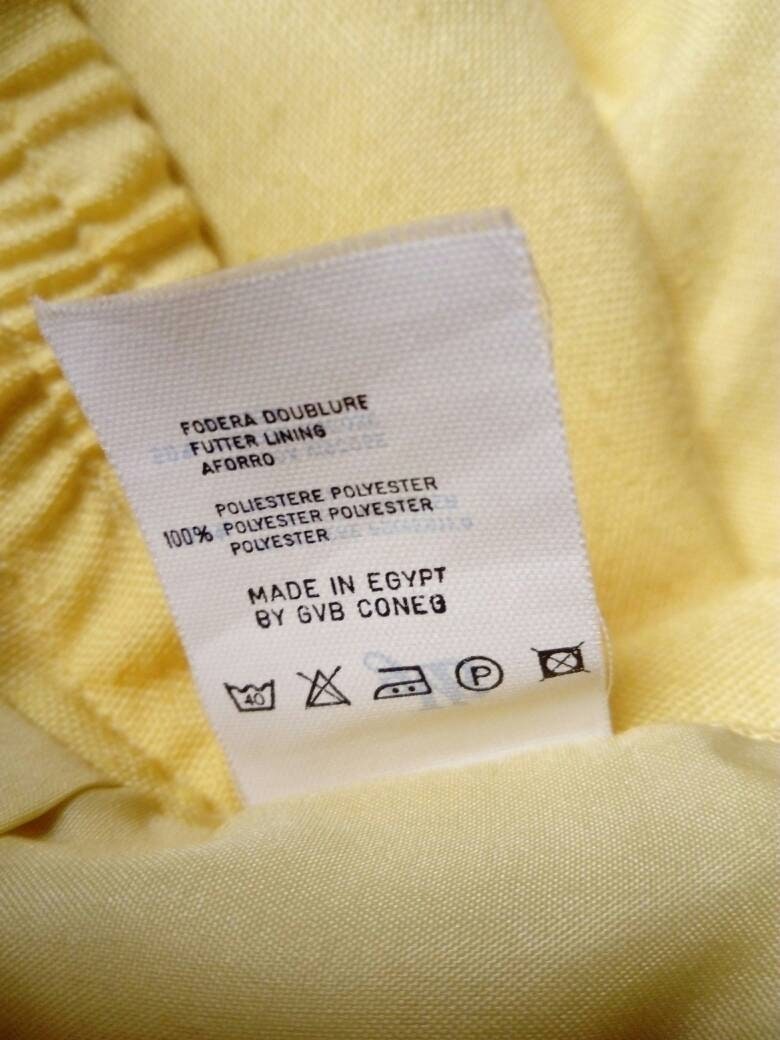 FODERA DOUBLURE
FUTTER LINING
AFORRO
POLIESTERE POLYESTER
100% POLYESTER POLYESTER
POLYESTER
MADE IN EGYPT
BY GVB CONEG
40
P